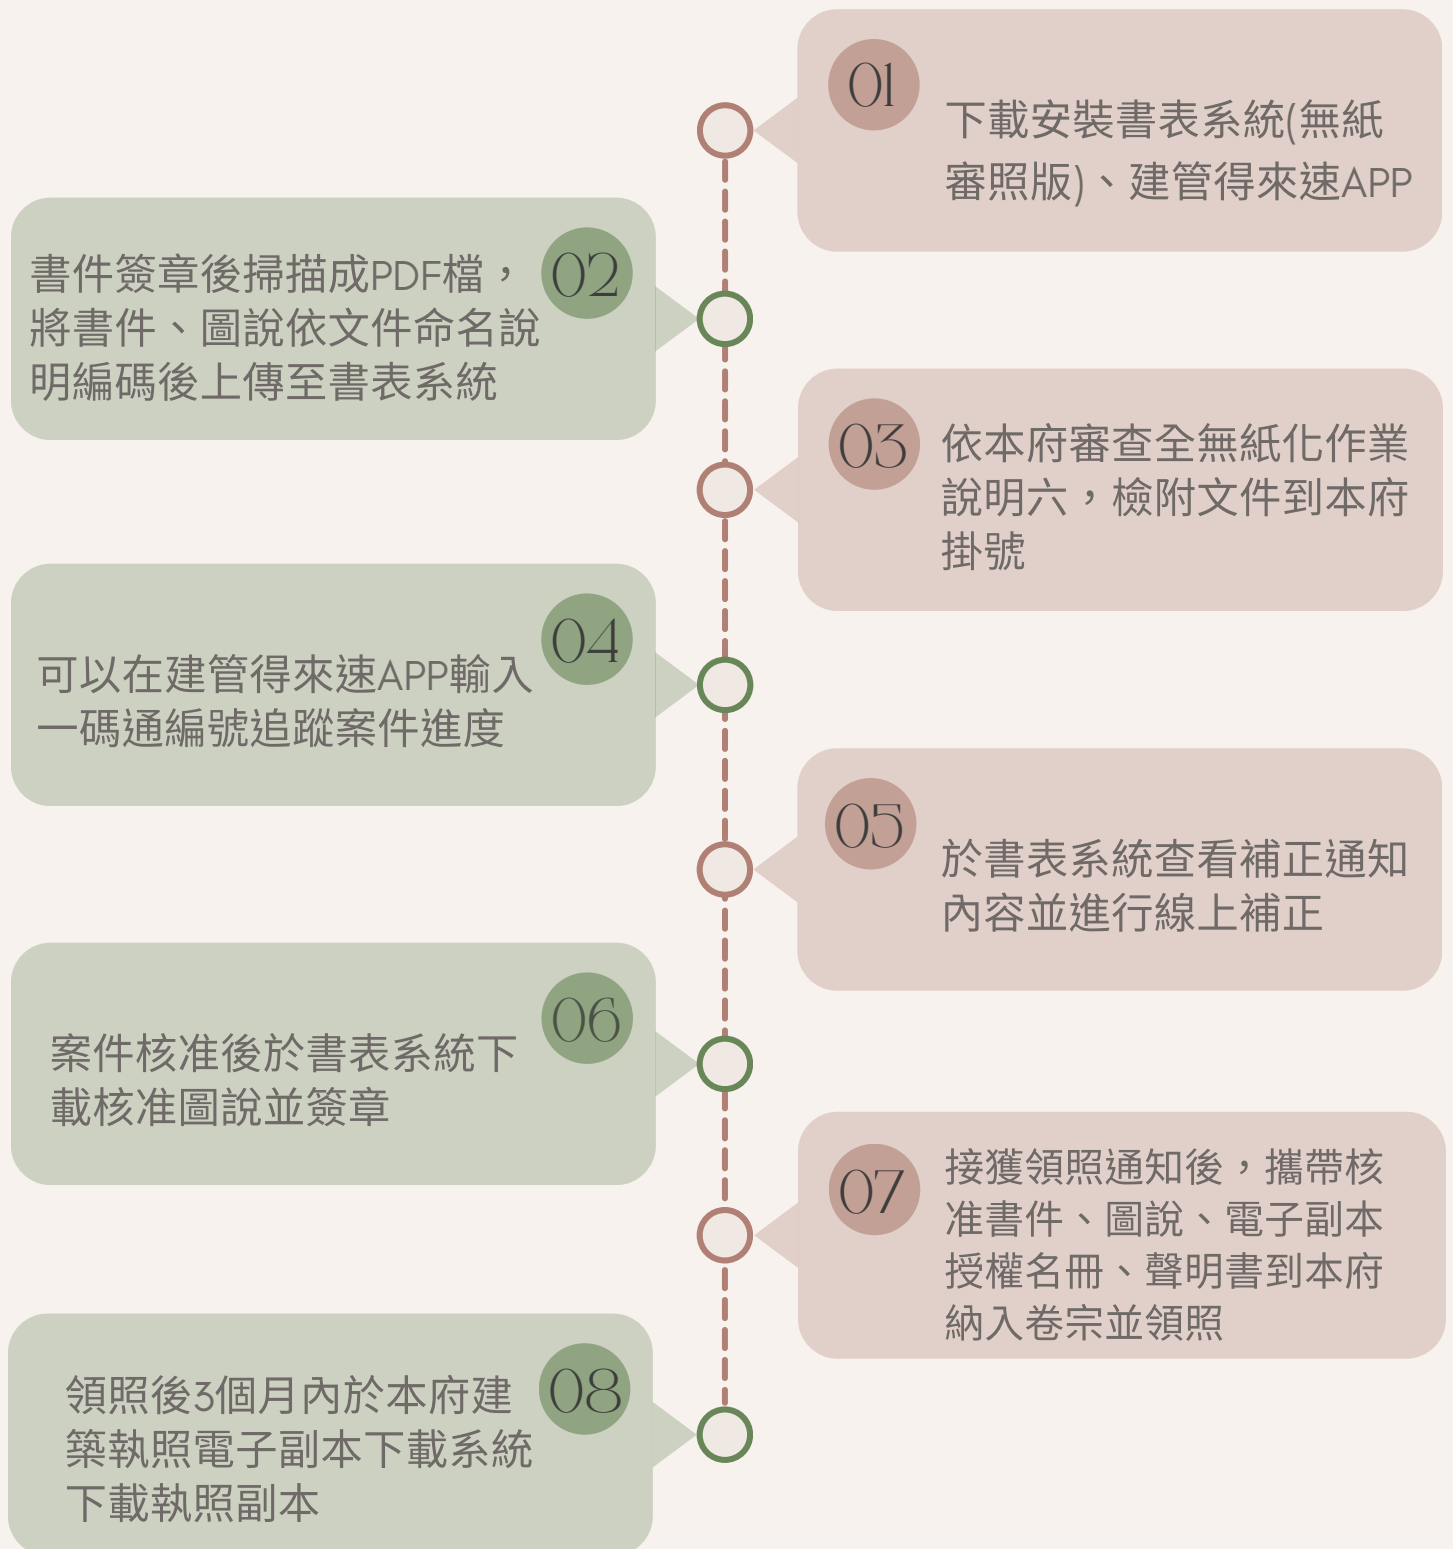 01
下載安裝書表系統(無紙
審照版)、建管得來速APP
02
書件簽章後掃描成PDF檔，
將書件、圖說依文件命名說
明編碼後上傳至書表系統
03
依本府審查全無紙化作業
說明六，檢附文件到本府
掛號
04
可以在建管得來速APP輸入
一碼通編號追蹤案件進度
05
於書表系統查看補正通知
內容並進行線上補正
06
案件核准後於書表系統下
載核准圖說並簽章
07
接獲領照通知後，攜帶核
准書件、圖說、電子副本
授權名冊、聲明書到本府
納入卷宗並領照
08
領照後3個月內於本府建
築執照電子副本下載系統
下載執照副本